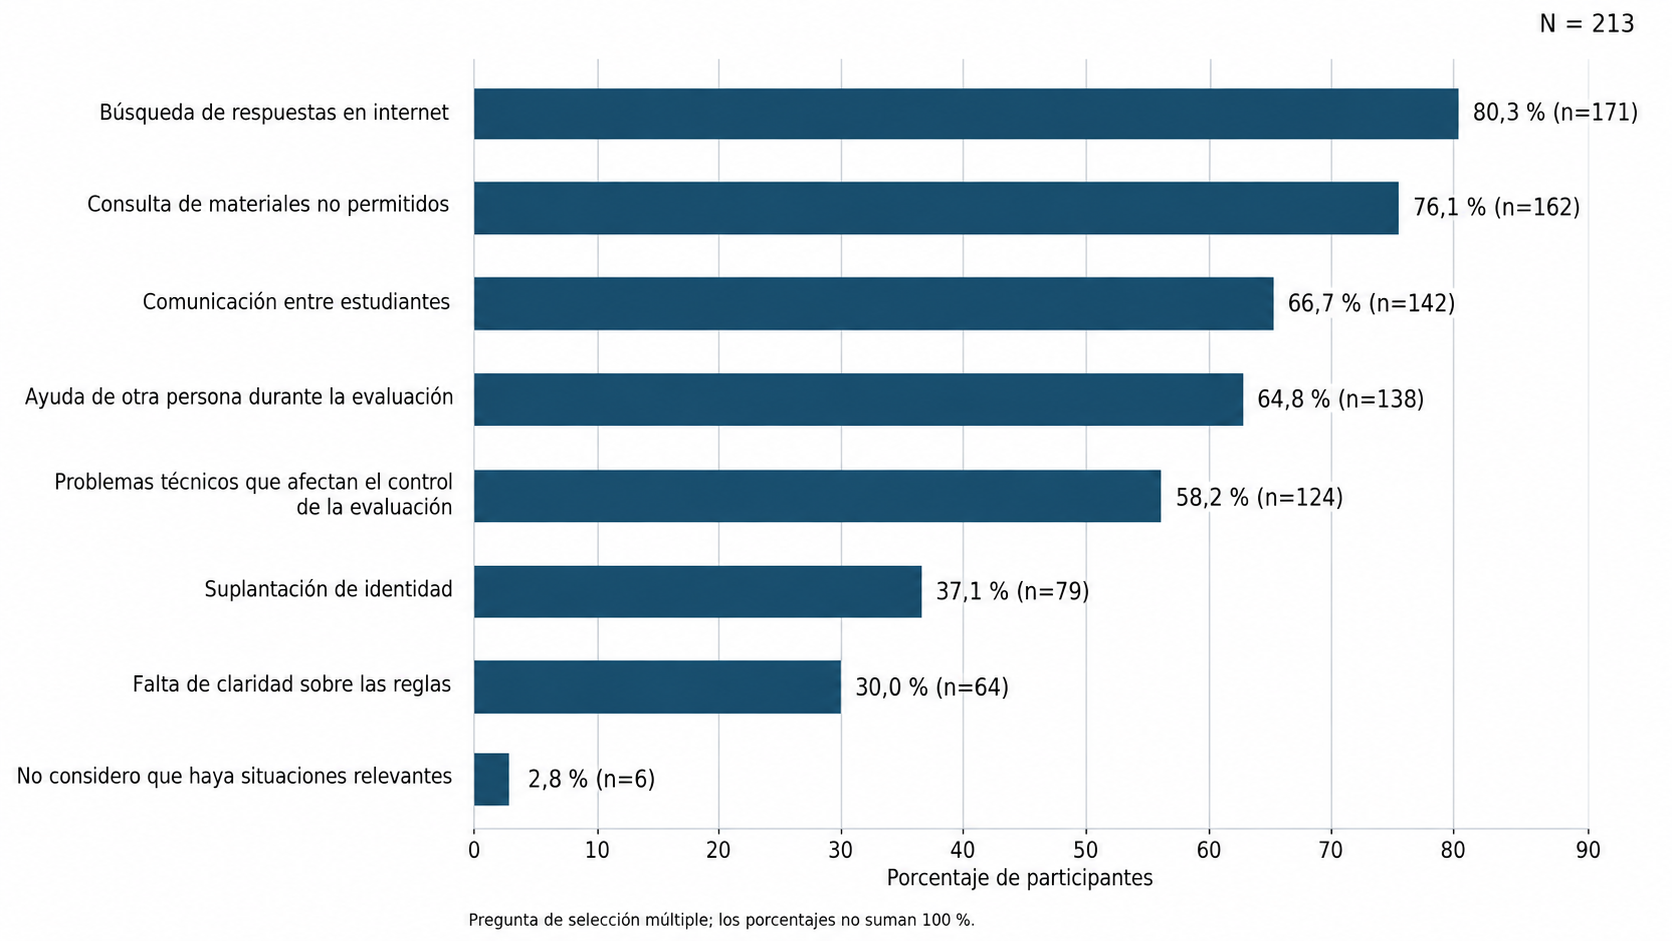 N = 213
Búsqueda de respuestas en internet
80,3 % (n=171)
Consulta de materiales no permitidos
76,1 % (n=162)
Comunicación entre estudiantes
66,7 % (n=142)
Ayuda de otra persona durante la evaluación
64,8 % (n=138)
Problemas técnicos que afectan el control
de la evaluación
58,2 % (n=124)
Suplantación de identidad
37,1 % (n=79)
Falta de claridad sobre las reglas
30,0 % (n=64)
No considero que haya situaciones relevantes
2,8 % (n=6)
0 10 20 30 40 50 60 70 80 90
Porcentaje de participantes
Pregunta de selección múltiple; los porcentajes no suman 100 %.